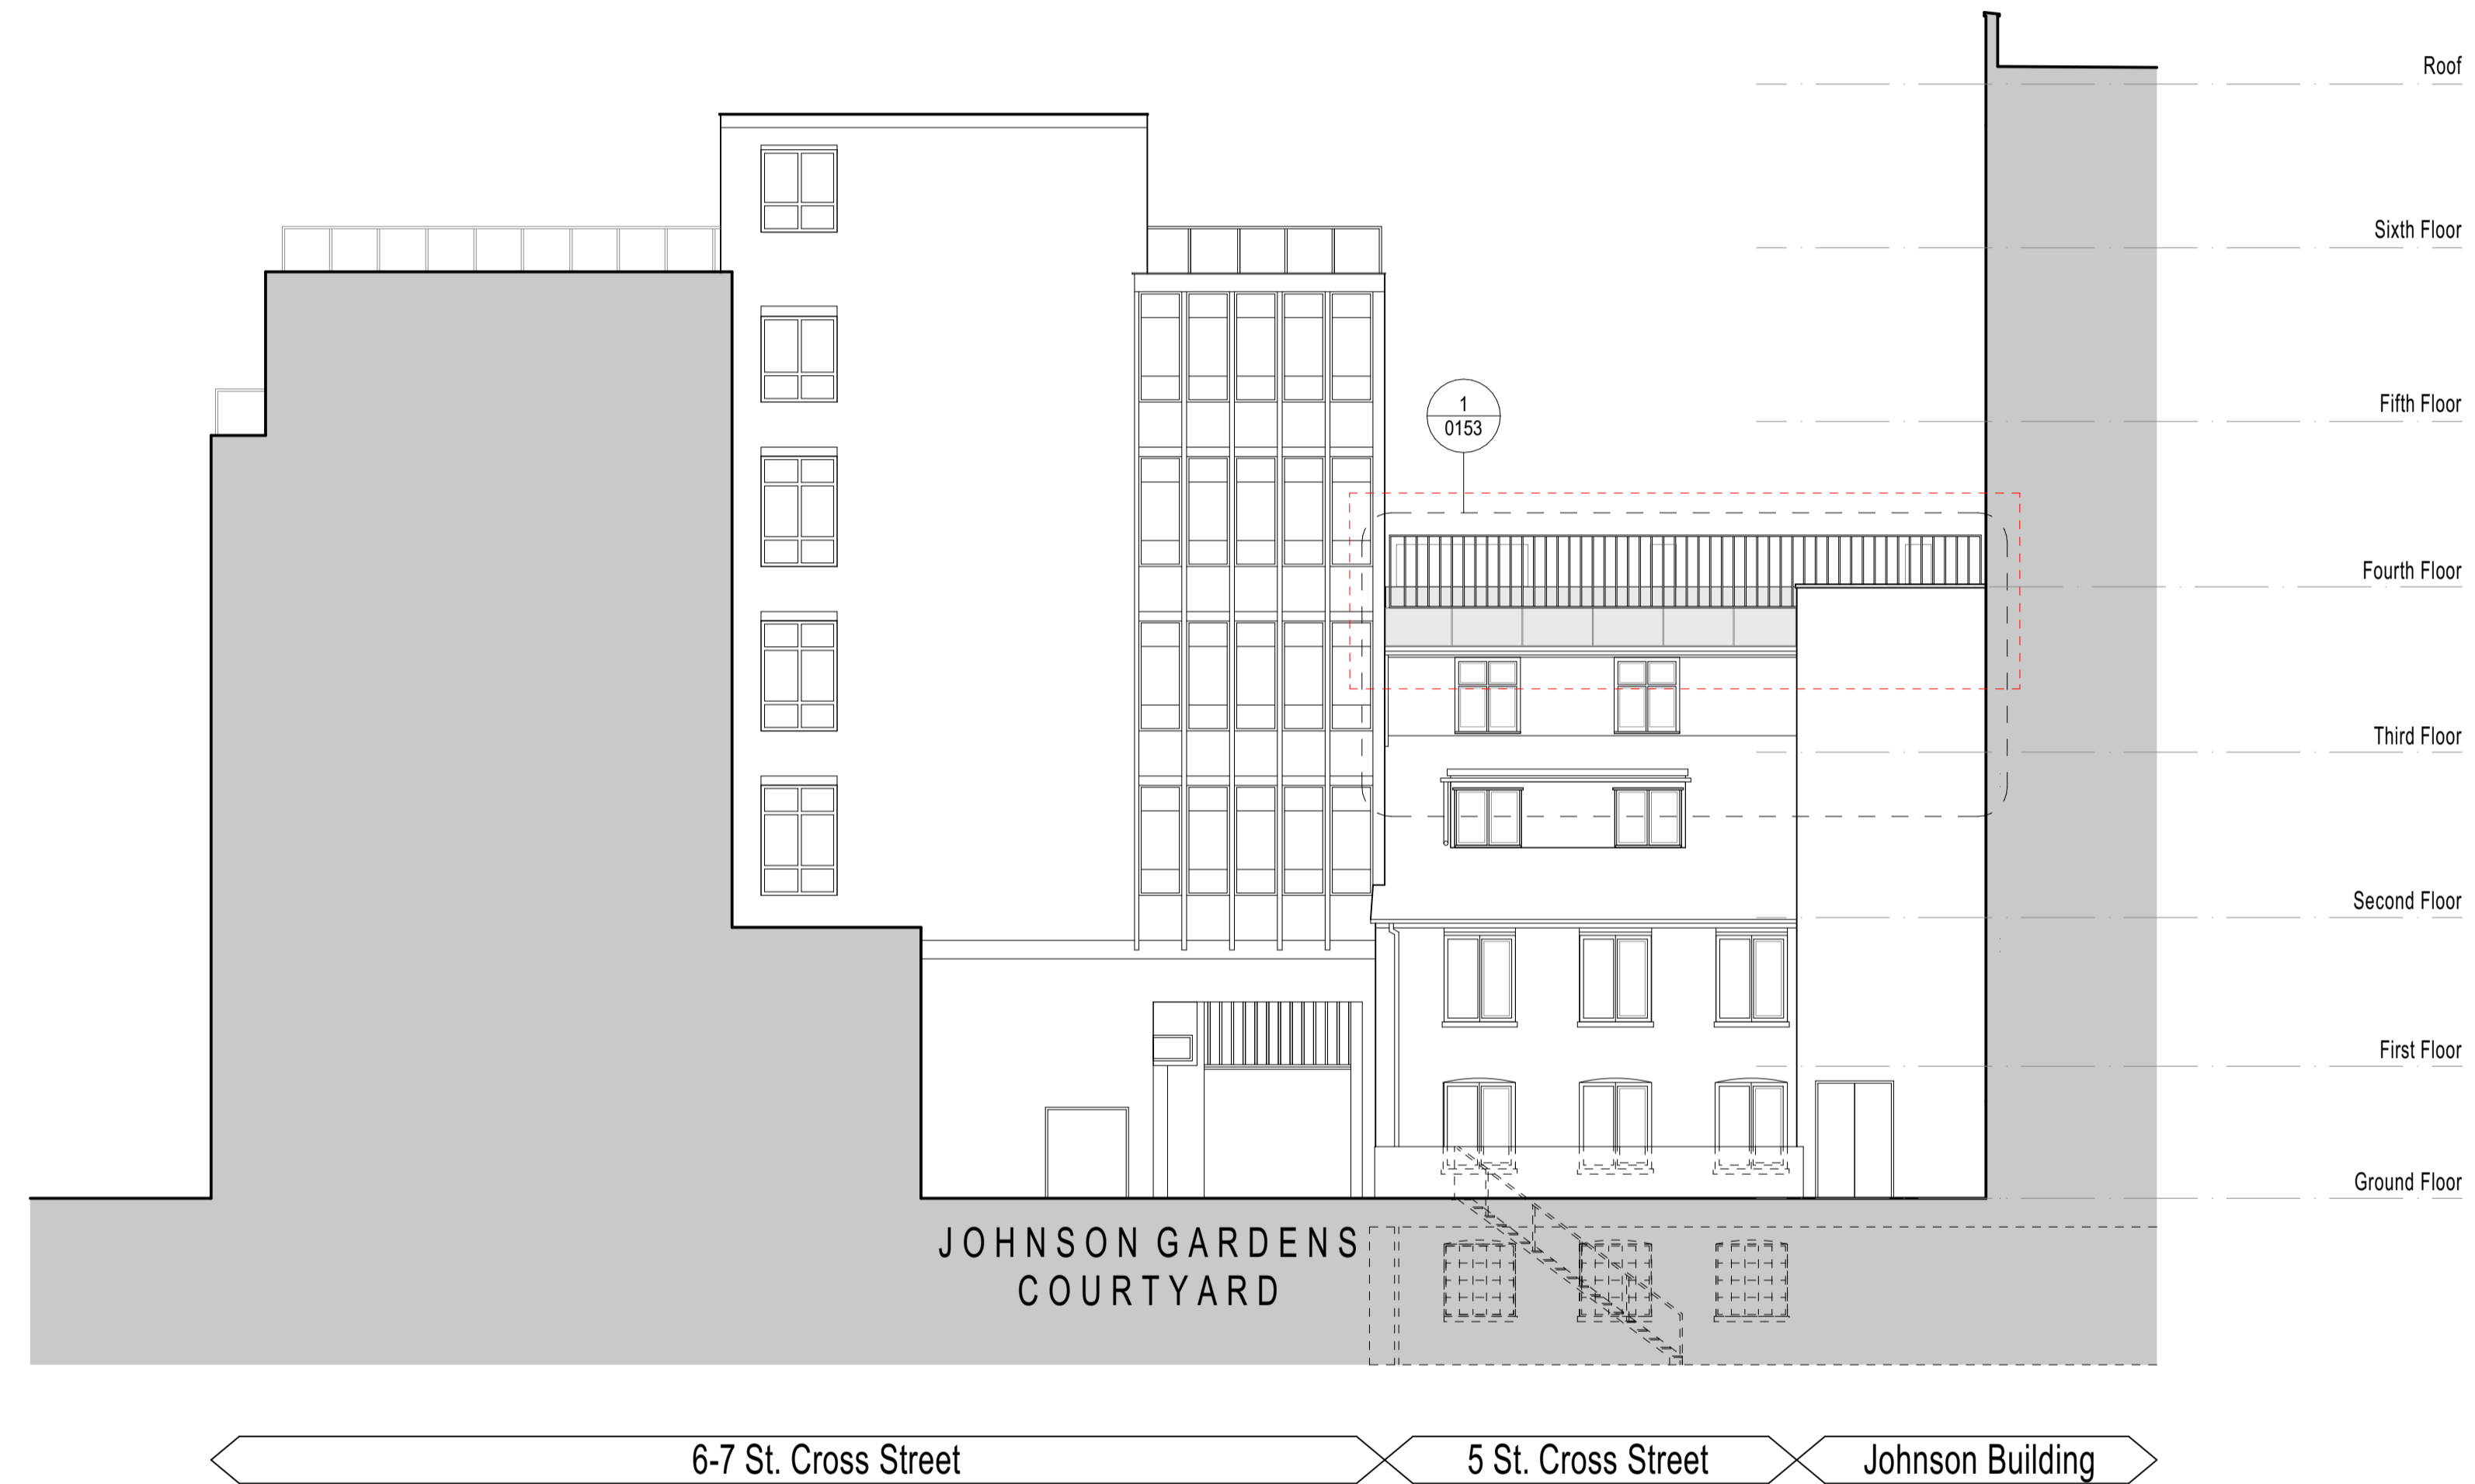 Roof
Sixth Floor
Fifth Floor
1
0153
Fourth Floor
Third Floor
Second Floor
First Floor
Ground Floor
JOHNSON GARDENS
COURTYARD
6-7 St. Cross Street
5 St. Cross Street
Johnson Building